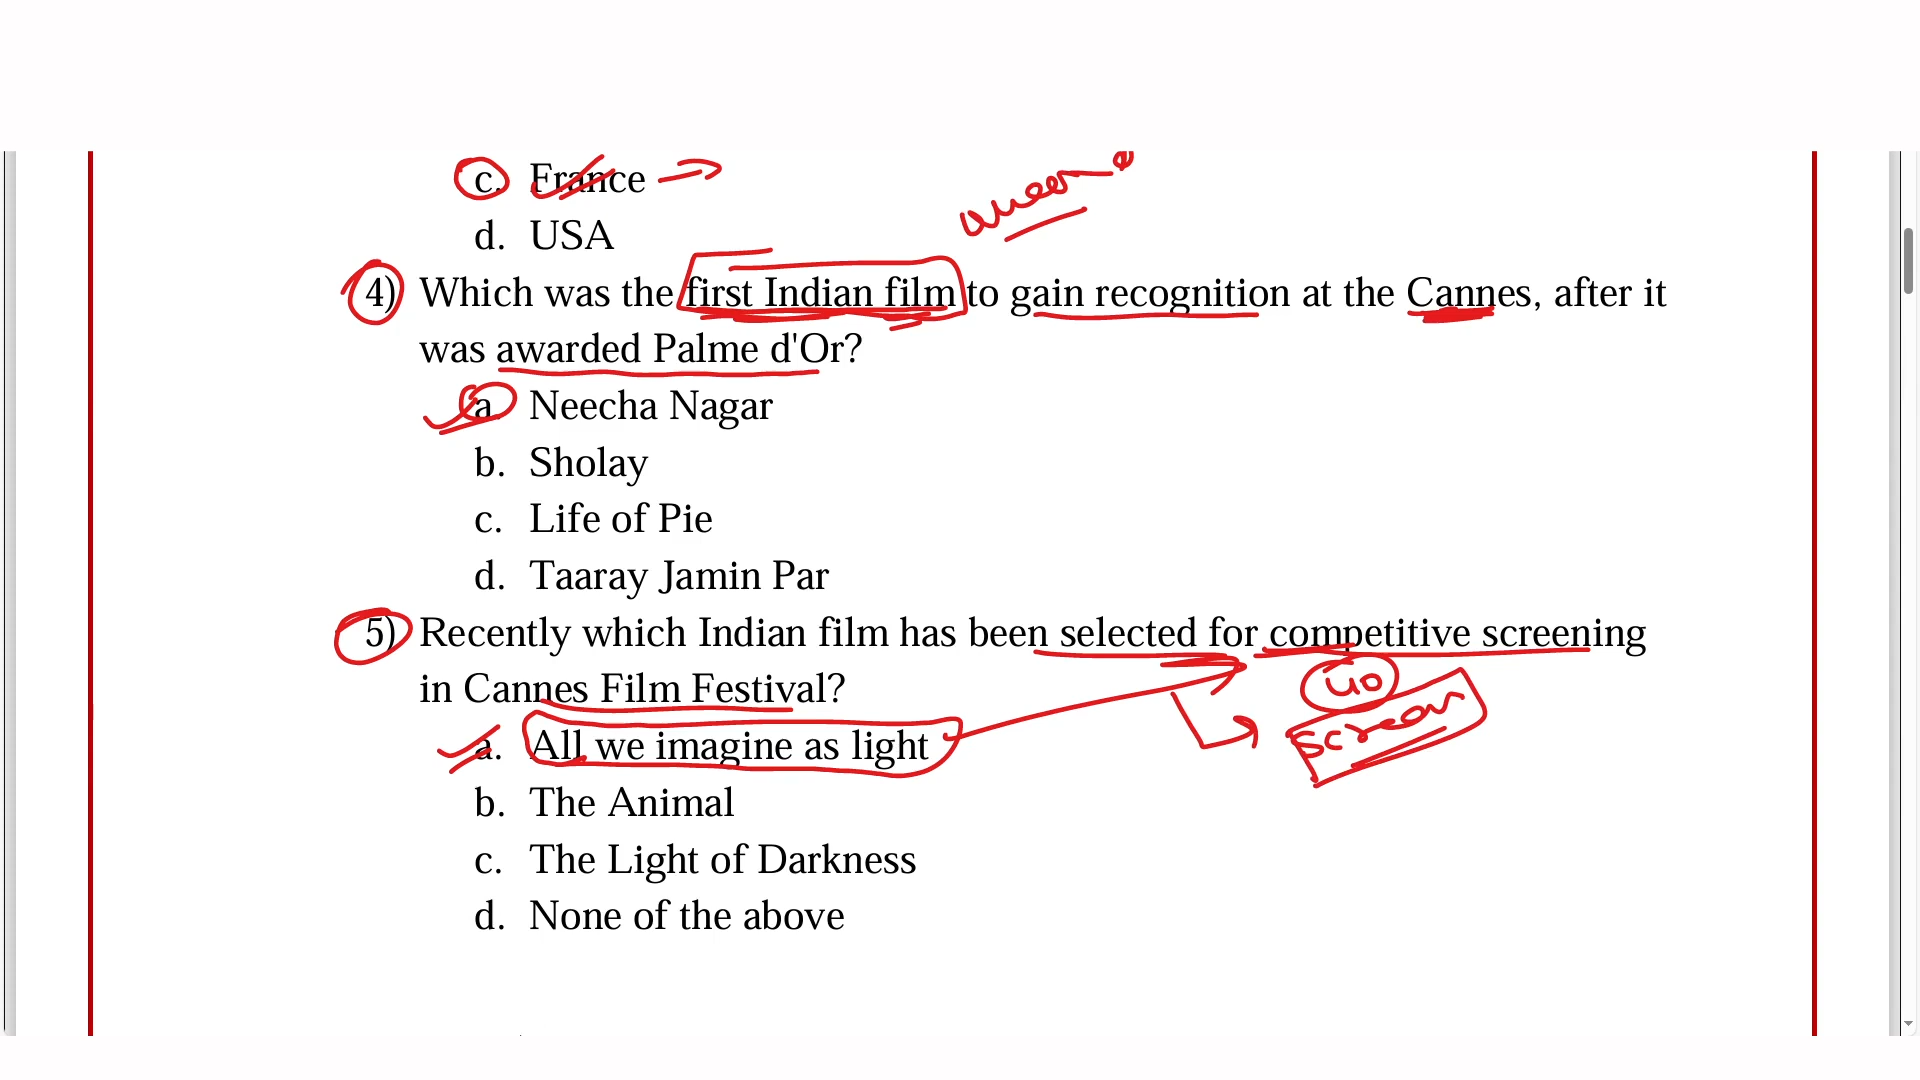 c. France
d. USA
4) Which was the first Indian film to gain recognition at the Cannes, after it
was awarded Palme d'Or?
a. Neecha Nagar
b. Sholay
c. Life of Pie
d. Taaray Jamin Par
5) Recently which Indian film has been selected for competitive screening
in Cannes Film Festival?
a. All we imagine as light
b. The Animal
c. The Light of Darkness
d. None of the above